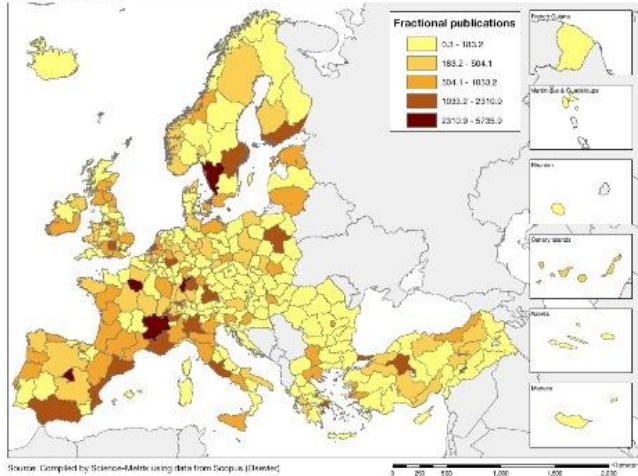 Fractional publications
0.3 - 183.2
183.2 - 504.1
504.1 - 1033.2
1033.2 - 2310.9
2310.9 - 5735.9
French Guiana
Martinique & Guadeloupe
Reunion
Canary Islands
Azores
Madeira
Source: Compiled by Science-Metrix using data from Scopus (Elsevier)
0 250 500 1,000 1,500 2,000